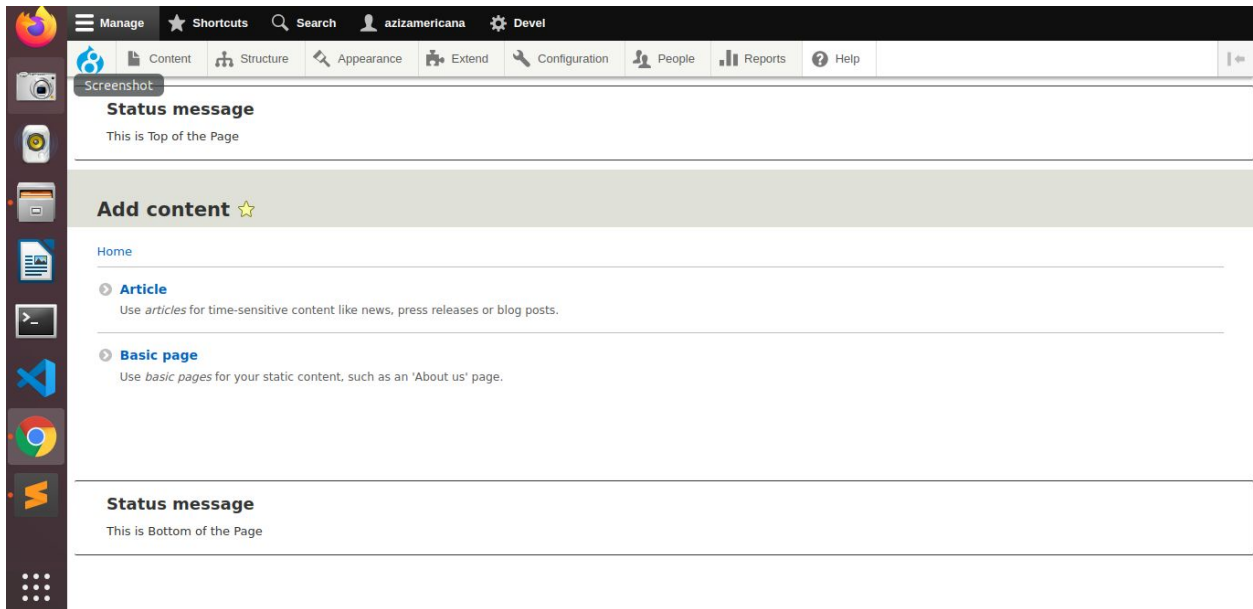 Manage Shortcuts Search azizamericana Devel
Content Structure Appearance Extend Configuration People Reports Help
Screenshot
Status message
This is Top of the Page
Add content
Home
Article
Use articles for time-sensitive content like news, press releases or blog posts.
Basic page
Use basic pages for your static content, such as an 'About us' page.
Status message
This is Bottom of the Page